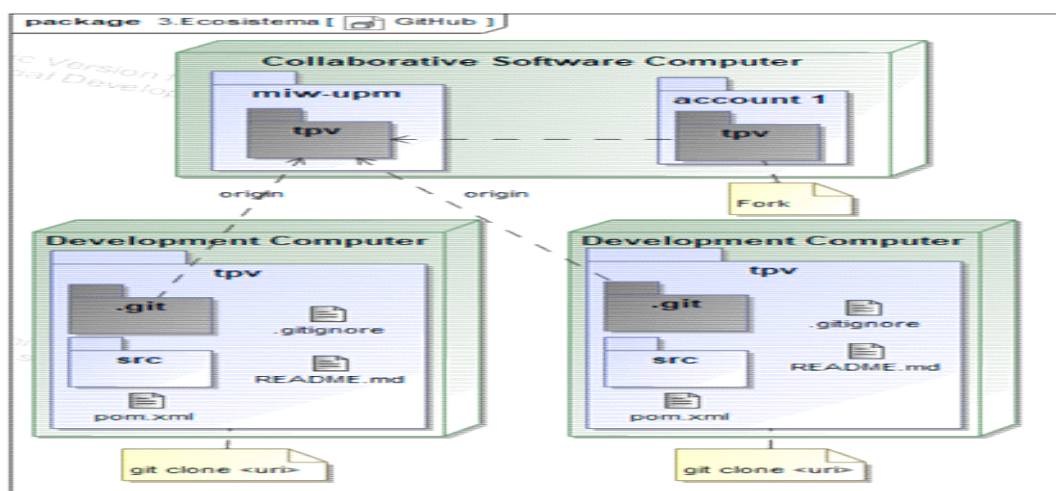 package 3.Ecosistema [ GitHub ]
Collaborative Software Computer
miw-upm
account 1
tpv
tpv
origin
origin
Fork
Development Computer
Development Computer
tpv
tpv
.git
.git
.gitignore
.gitignore
src
src
README.md
README.md
pom.xml
pom.xml
git clone <uri>
git clone <uri>